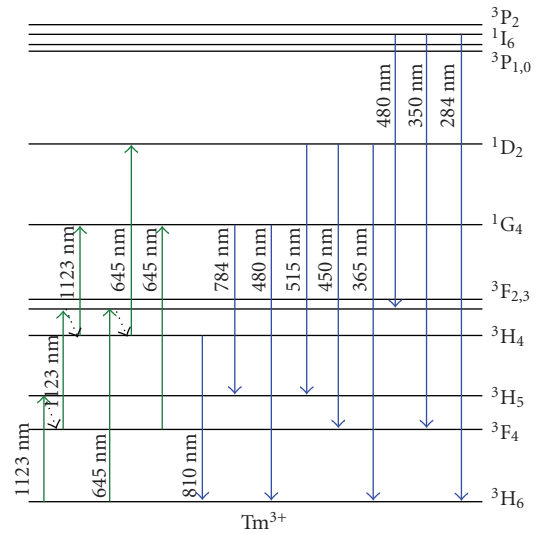 ³P₂
¹I₆
³P₁,₀
480 nm
350 nm
284 nm
¹D₂
¹G₄
1123 nm
645 nm
645 nm
784 nm
480 nm
515 nm
450 nm
365 nm
³F₂,₃
³H₄
1123 nm
³H₅
³F₄
1123 nm
645 nm
810 nm
³H₆
Tm³⁺